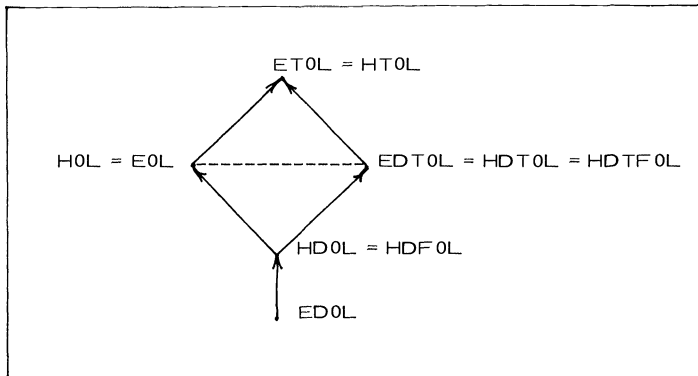 ET0L = HT0L
H0L = E0L
EDT0L = HDT0L = HDTF0L
HD0L = HDF0L
ED0L